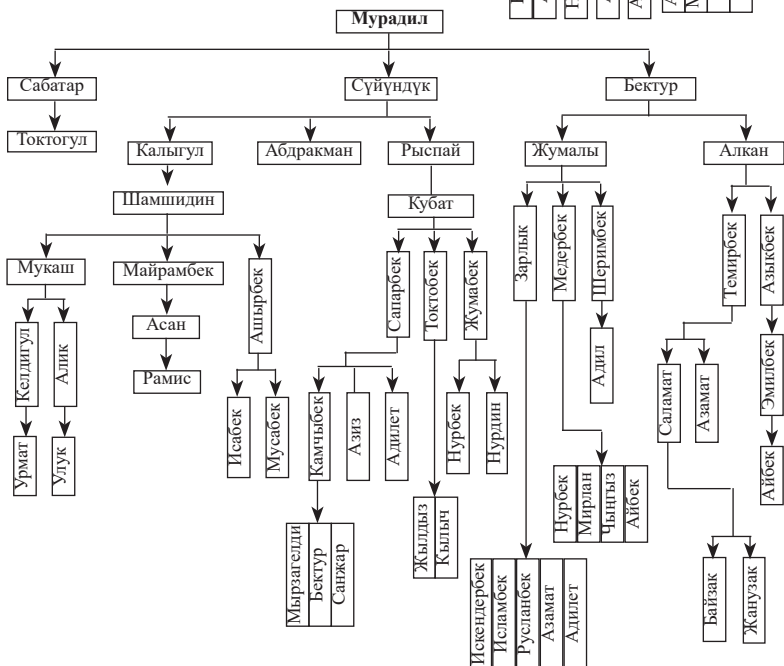 Мурадил
Сабатар
Сүйүндүк
Бектур
Токтогул
Калыгул
Абдракман
Рыспай
Жумалы
Алкан
Шамшидин
Кубат
Зарлык
Медербек
Шеримбек
Темирбек
Азыкбек
Мукаш
Майрамбек
Ашырбек
Сапарбек
Токтобек
Жумабек
Асан
Рамис
Келдигул
Алик
Адил
Саламат
Азамат
Эмилбек
Исабек
Мусабек
Камчыбек
Азиз
Адилет
Нурбек
Нурдин
Урмат
Улук
Айбек
Нурбек
Мирлан
Чыңгыз
Айбек
Жылдыз
Кылыч
Мырзагелди
Бектур
Санжар
Искендербек
Исламбек
Русланбек
Азамат
Адилет
Байзак
Жанузак